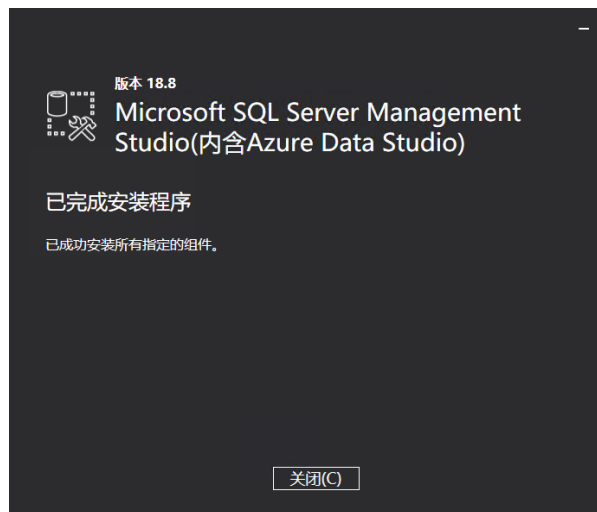 版本 18.8
Microsoft SQL Server Management
Studio(内含Azure Data Studio)
已完成安装程序
已成功安装所有指定的组件。
关闭(C)